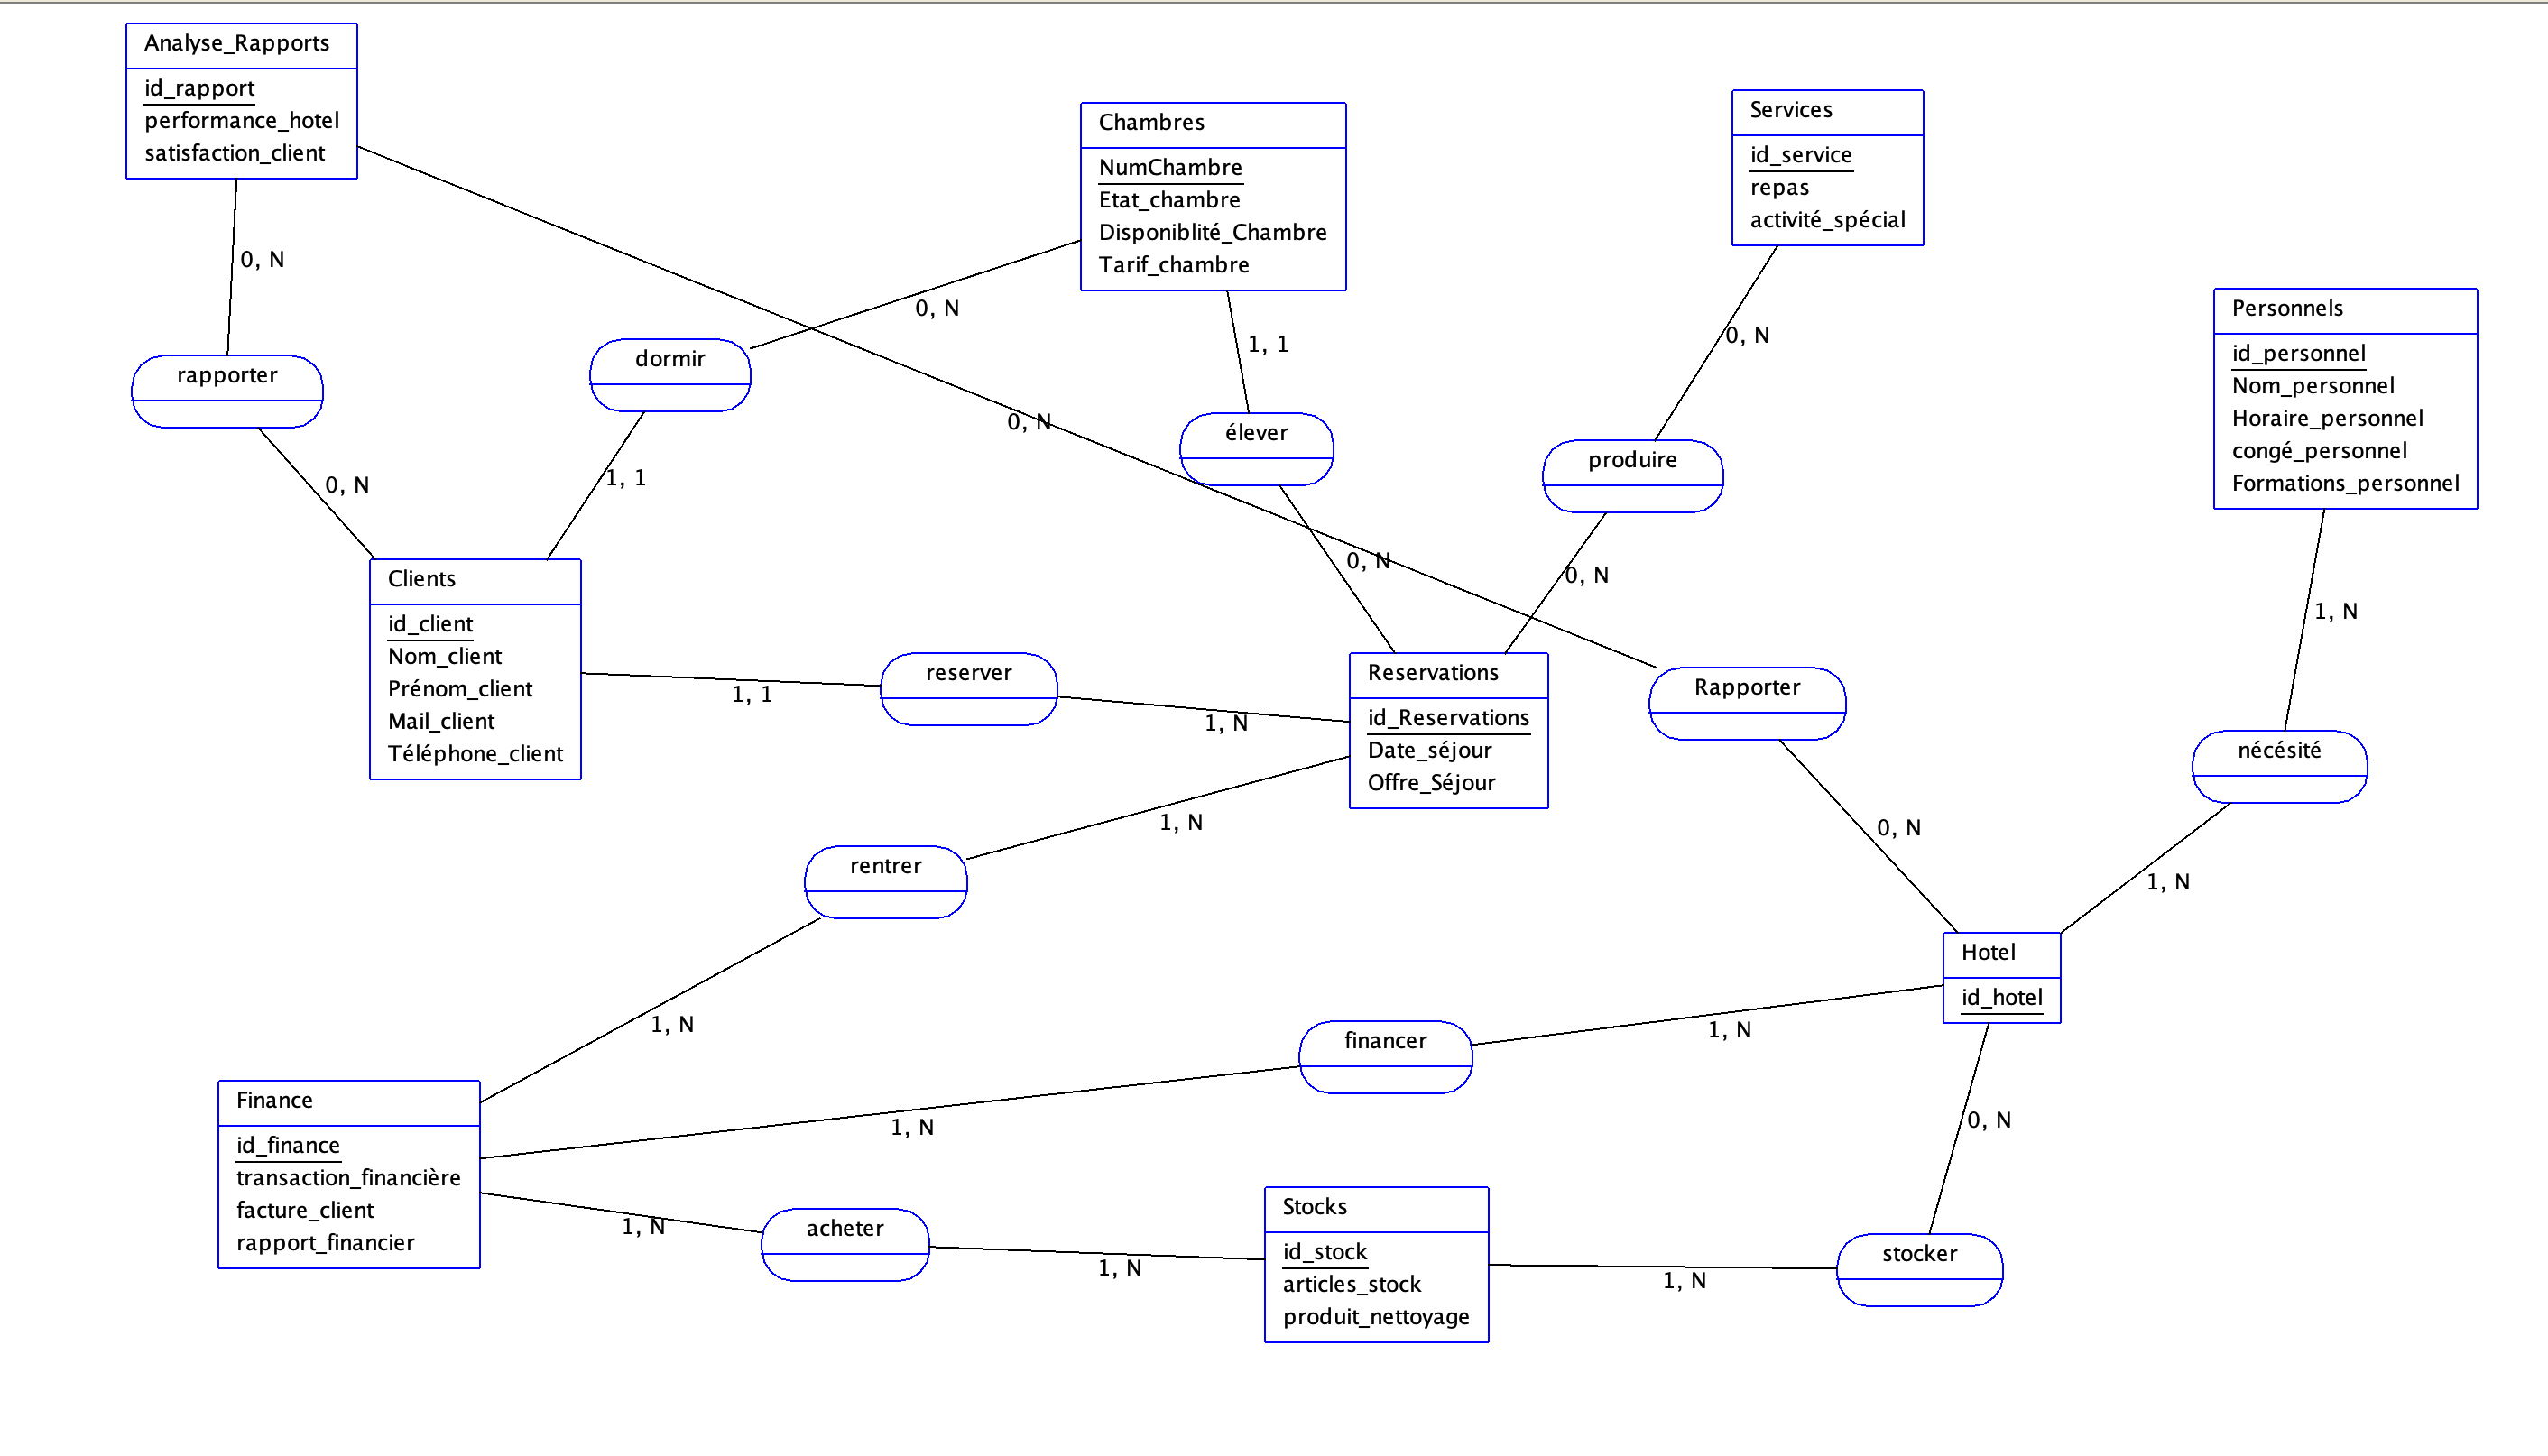 Analyse_Rapports
id_rapport
performance_hotel
satisfaction_client
Chambres
NumChambre
Etat_chambre
Disponiblité_Chambre
Tarif_chambre
Services
id_service
repas
activité_spécial
Personnels
id_personnel
Nom_personnel
Horaire_personnel
congé_personnel
Formations_personnel
0, N
0, N
1, 1
0, N
rapporter
dormir
0, N
élever
produire
0, N
1, 1
0, N
0, N
1, N
Clients
id_client
Nom_client
Prénom_client
Mail_client
Téléphone_client
1, 1
reserver
1, N
Reservations
id_Reservations
Date_séjour
Offre_Séjour
Rapporter
nécésité
1, N
0, N
1, N
rentrer
1, N
Hotel
id_hotel
financer
1, N
1, N
0, N
Finance
id_finance
transaction_financière
facture_client
rapport_financier
1, N
acheter
1, N
Stocks
id_stock
articles_stock
produit_nettoyage
1, N
stocker